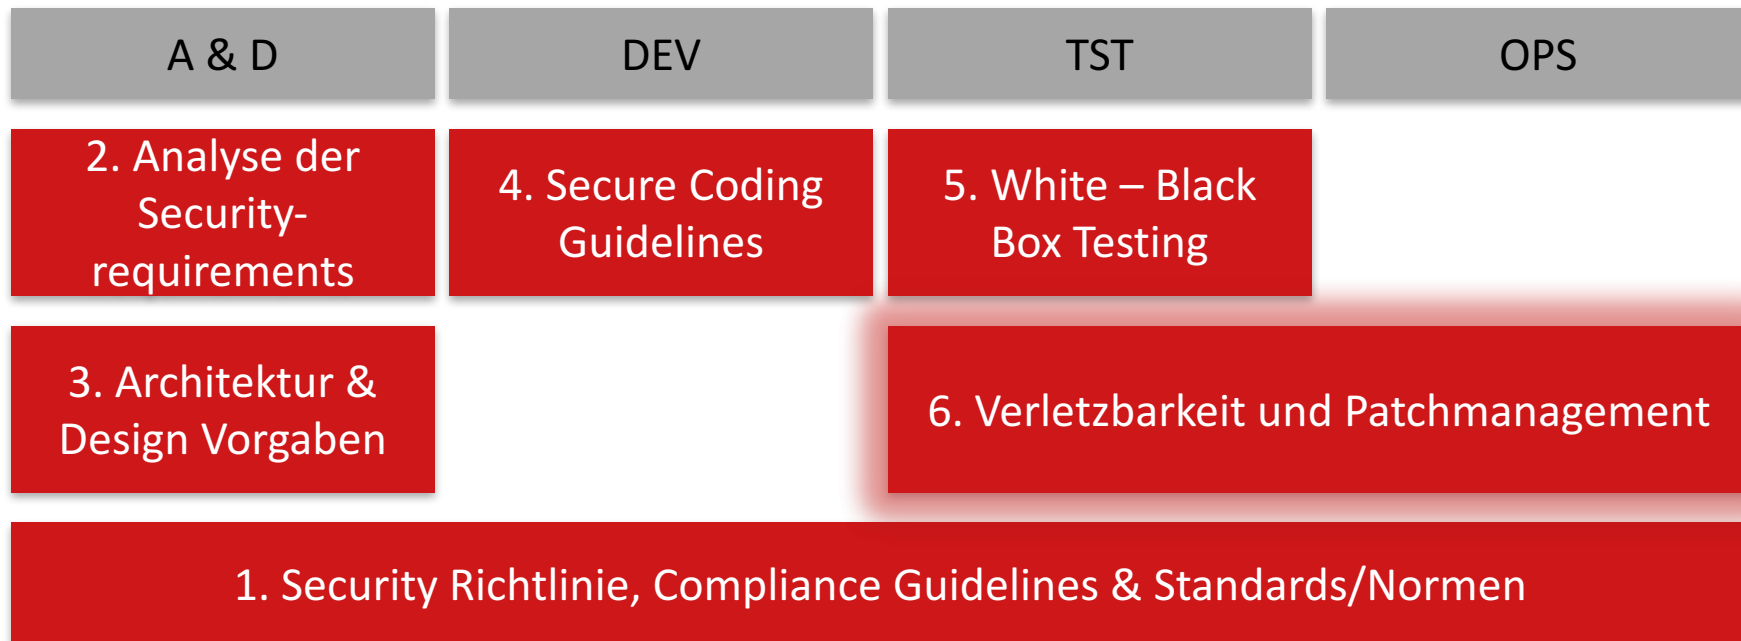 A & D
DEV
TST
OPS
2. Analyse der
Security-
requirements
4. Secure Coding
Guidelines
5. White – Black
Box Testing
3. Architektur &
Design Vorgaben
6. Verletzbarkeit und Patchmanagement
1. Security Richtlinie, Compliance Guidelines & Standards/Normen